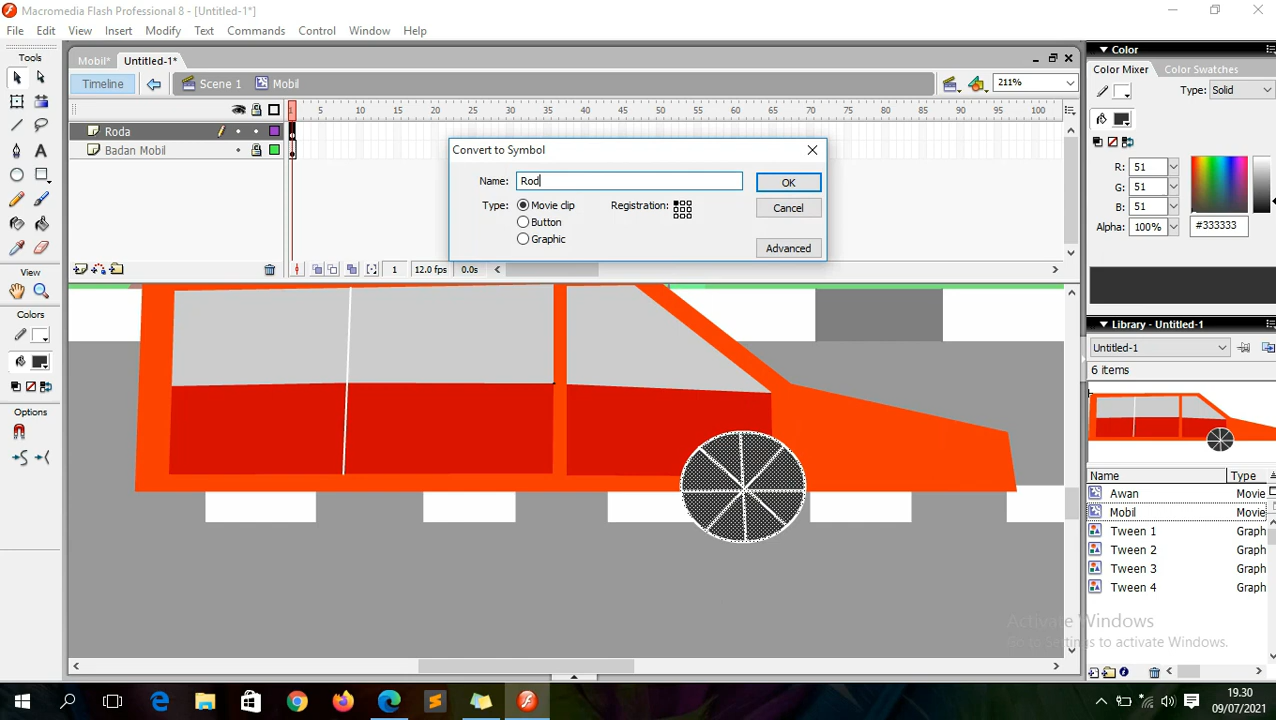 Macromedia Flash Professional 8 - [Untitled-1*]
File Edit View Insert Modify Text Commands Control Window Help
Tools
Mobil* Untitled-1*
Timeline Scene 1 Mobil 211%
1 5 10 15 20 25 30 35 40 45 50 55 60 65 70 75 80 85 90 95 100
Roda
Badan Mobil
1 12.0 fps 0.0s
Convert to Symbol
Name: Rod
OK
Type: Movie clip Registration:
Button
Graphic
Cancel
Advanced
View
Colors
Options
Color
Color Mixer Color Swatches
Type: Solid
R: 51
G: 51
B: 51
Alpha: 100% #333333
Library - Untitled-1
Untitled-1
6 items
Name Type
Awan Movie
Mobil Movie
Tween 1 Graph
Tween 2 Graph
Tween 3 Graph
Tween 4 Graph
Activate Windows
Go to Settings to activate Windows.
19.30
09/07/2021